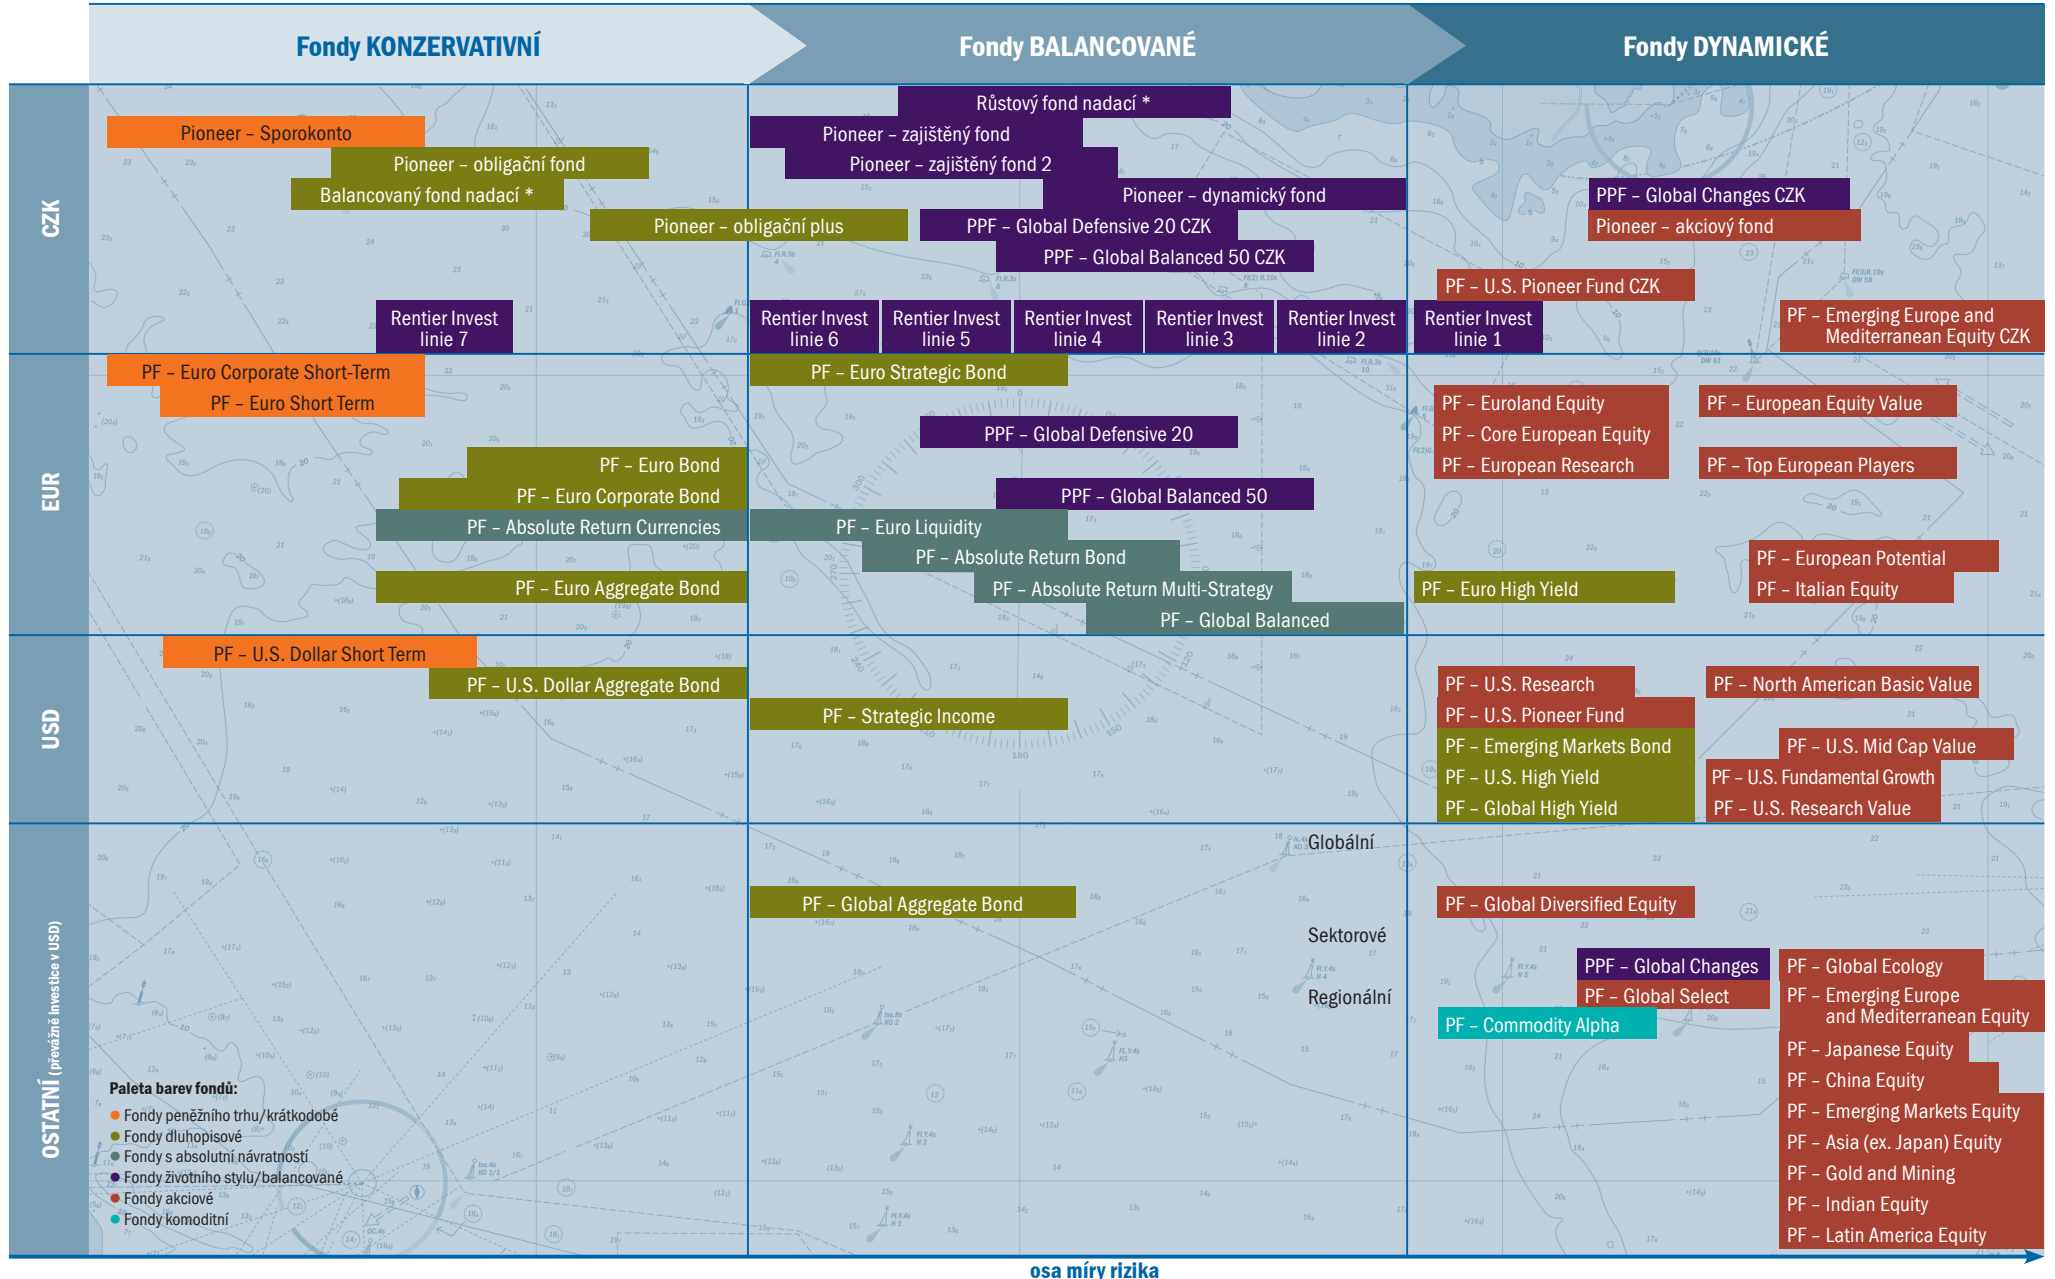 Fondy KONZERVATIVNÍ
Fondy BALANCOVANÉ
Fondy DYNAMICKÉ
CZK
Růstový fond nadací *
Pioneer – Sporokonto
Pioneer – zajištěný fond
Pioneer – obligační fond
Pioneer – zajištěný fond 2
Balancovaný fond nadací *
Pioneer – dynamický fond
PPF – Global Changes CZK
Pioneer – obligační plus
PPF – Global Defensive 20 CZK
Pioneer – akciový fond
PPF – Global Balanced 50 CZK
PF – U.S. Pioneer Fund CZK
Rentier Invest
linie 7
Rentier Invest
linie 6
Rentier Invest
linie 5
Rentier Invest
linie 4
Rentier Invest
linie 3
Rentier Invest
linie 2
Rentier Invest
linie 1
PF – Emerging Europe and
Mediterranean Equity CZK
EUR
PF – Euro Corporate Short-Term
PF – Euro Strategic Bond
PF – Euro Short Term
PF – Euroland Equity
PF – European Equity Value
PPF – Global Defensive 20
PF – Core European Equity
PF – Euro Bond
PF – European Research
PF – Top European Players
PF – Euro Corporate Bond
PPF – Global Balanced 50
PF – Absolute Return Currencies
PF – Euro Liquidity
PF – Absolute Return Bond
PF – European Potential
PF – Euro Aggregate Bond
PF – Absolute Return Multi-Strategy
PF – Euro High Yield
PF – Italian Equity
PF – Global Balanced
USD
PF – U.S. Dollar Short Term
PF – U.S. Dollar Aggregate Bond
PF – U.S. Research
PF – North American Basic Value
PF – Strategic Income
PF – U.S. Pioneer Fund
PF – Emerging Markets Bond
PF – U.S. Mid Cap Value
PF – U.S. High Yield
PF – U.S. Fundamental Growth
PF – Global High Yield
PF – U.S. Research Value
OSTATNÍ (převážně investice v USD)
Globální
PF – Global Aggregate Bond
PF – Global Diversified Equity
Sektorové
PPF – Global Changes
PF – Global Ecology
Regionální
PF – Global Select
PF – Emerging Europe
and Mediterranean Equity
PF – Commodity Alpha
PF – Japanese Equity
PF – China Equity
PF – Emerging Markets Equity
PF – Asia (ex. Japan) Equity
PF – Gold and Mining
PF – Indian Equity
PF – Latin America Equity
Paleta barev fondů:
Fondy peněžního trhu/krátkodobé
Fondy dluhopisové
Fondy s absolutní návratností
Fondy životního stylu/balancované
Fondy akciové
Fondy komoditní
osa míry rizika